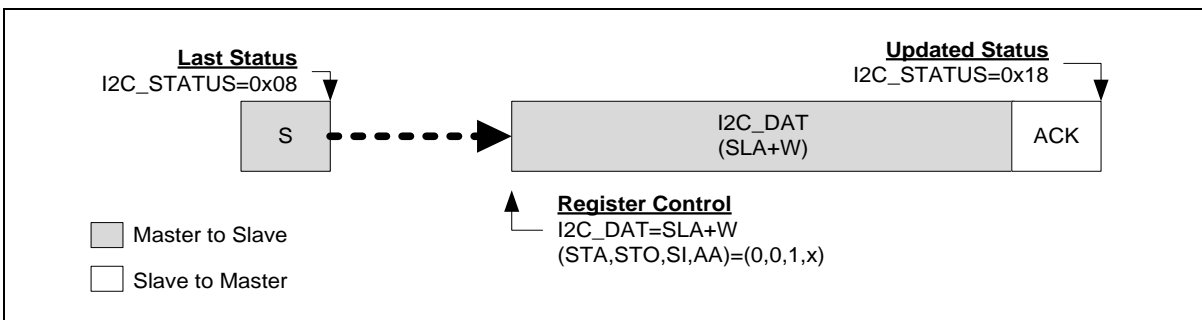 Last Status
I2C_STATUS=0x08
Updated Status
I2C_STATUS=0x18
S
I2C_DAT
(SLA+W)
ACK
Register Control
I2C_DAT=SLA+W
(STA,STO,SI,AA)=(0,0,1,x)
Master to Slave
Slave to Master